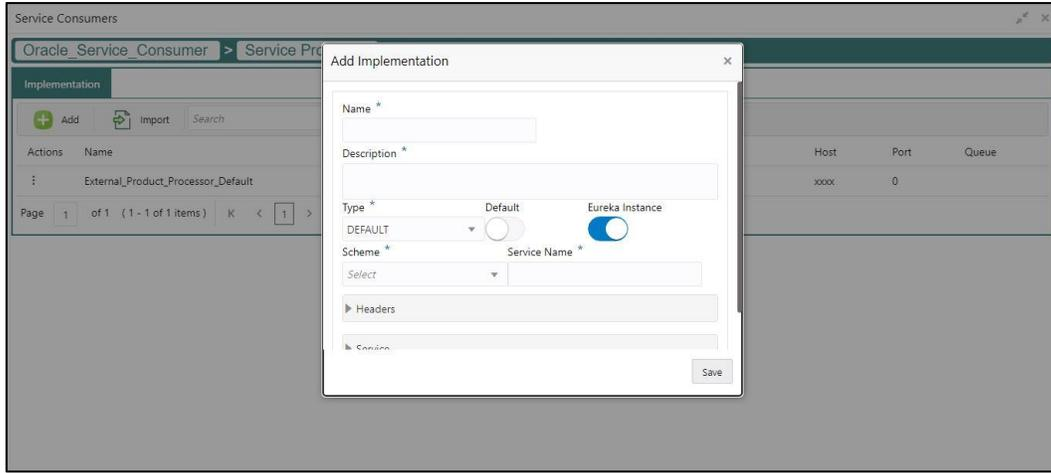 Service Consumers
Oracle_Service_Consumer > Service Pro
Implementation
Add Import Search
Actions Name Host Port Queue
External_Product_Processor_Default xxxx 0
Page 1 of 1 (1 - 1 of 1 items) K < 1 >
Add Implementation ×
Name *
Description *
Type * Default Eureka Instance
DEFAULT
Scheme * Service Name *
Select
Headers
Service
Save